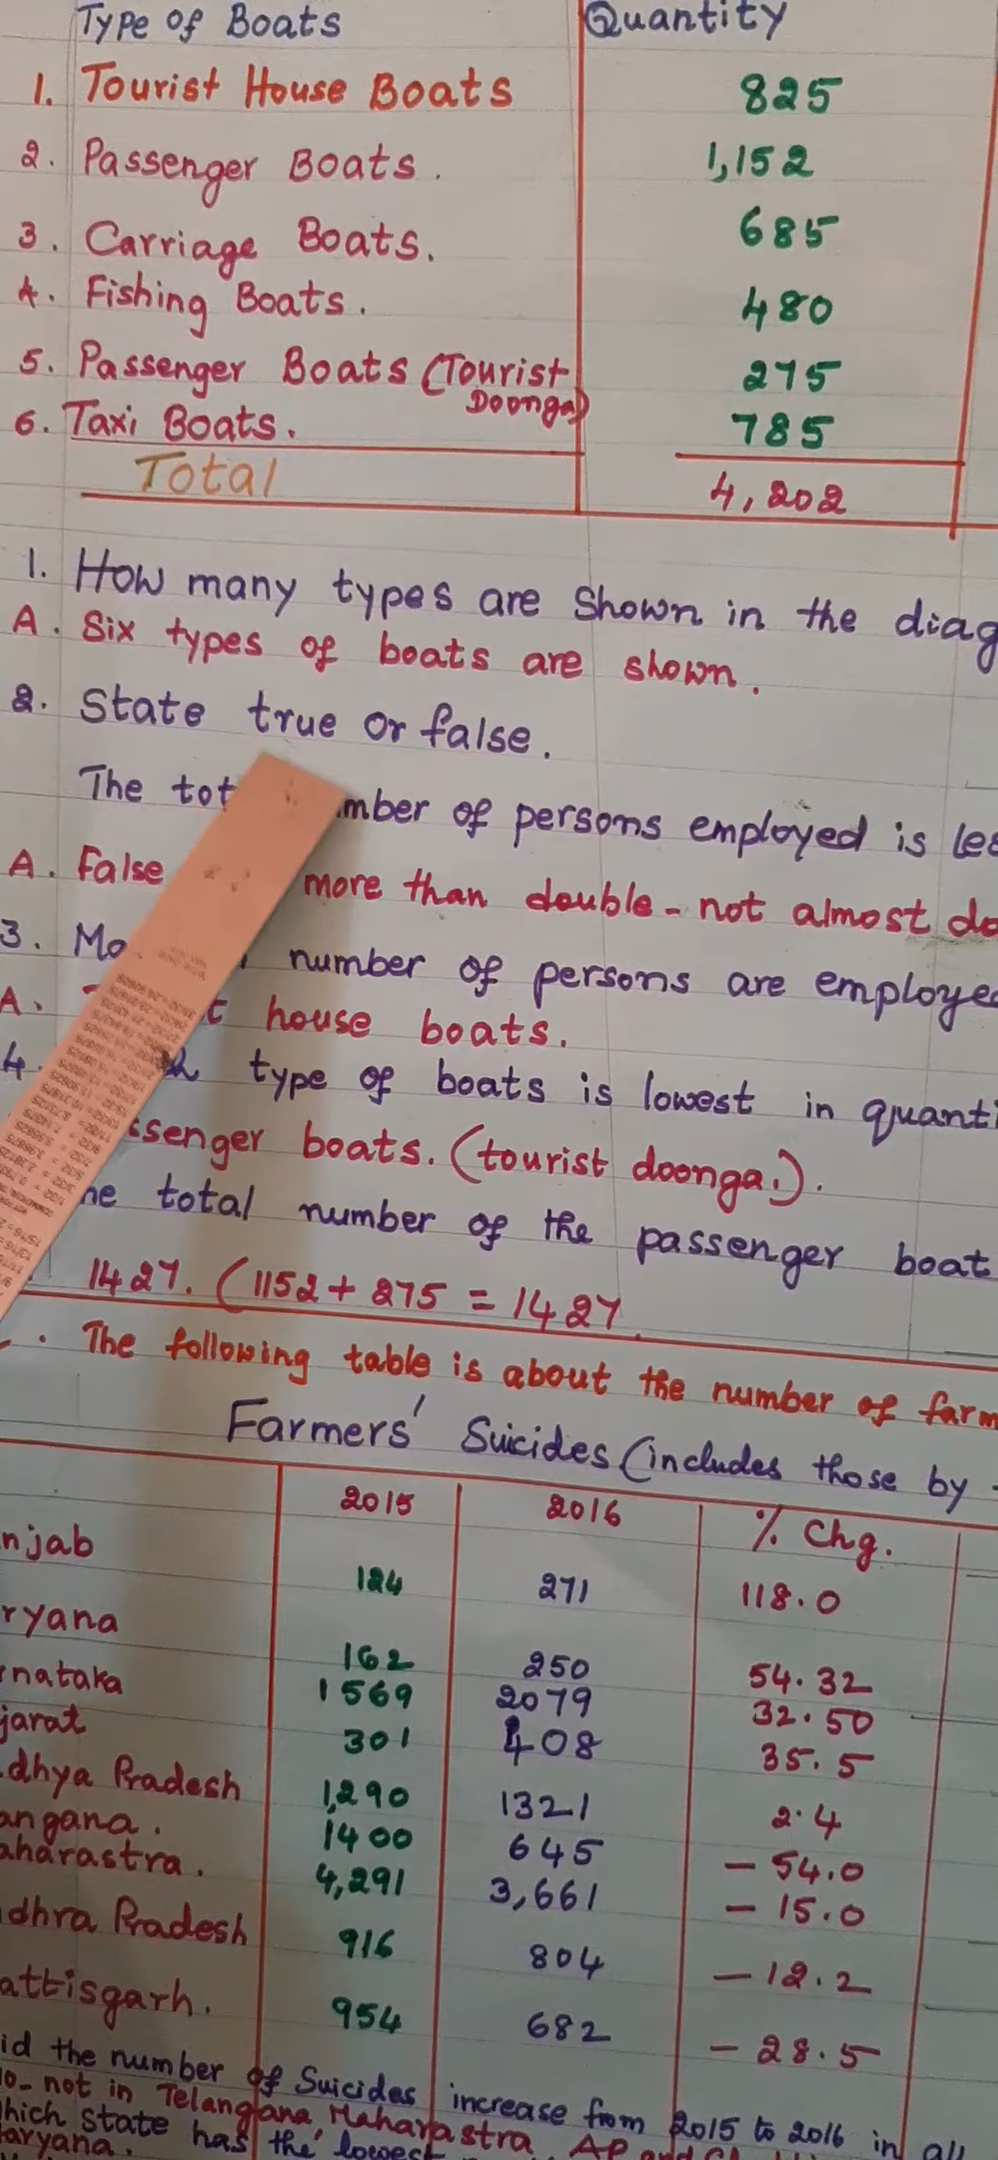 Type of Boats Quantity
1. Tourist House Boats 825
2. Passenger Boats. 1,152
3. Carriage Boats. 685
4. Fishing Boats. 480
5. Passenger Boats (Tourist Doonga) 275
6. Taxi Boats. 785
Total 4,202
1. How many types are shown in the diag
A. Six types of boats are shown.
2. State true or false.
The tot mber of persons employed is les
A. False more than double - not almost do
3. Mo number of persons are employe
A. t house boats.
4. type of boats is lowest in quanti
ssenger boats. (tourist doonga.).
he total number of the passenger boat
1427. (1152 + 275 = 1427
. The following table is about the number of farm
Farmers' Suicides (includes those by
2015 2016 % Chg.
njab 124 271 118.0
ryana 162 250 54.32
nataka 1569 2079 32.50
jarat 301 408 35.5
dhya Pradesh 1,290 1321 2.4
angana. 1400 645 - 54.0
aharastra. 4,291 3,661 - 15.0
dhra Pradesh 916 804 - 12.2
attisgarh. 954 682 - 28.5
id the number of Suicides increase from 2015 to 2016 in all
o - not in Telangana, Maharastra, AP and
hich state has the lowest
aryana.